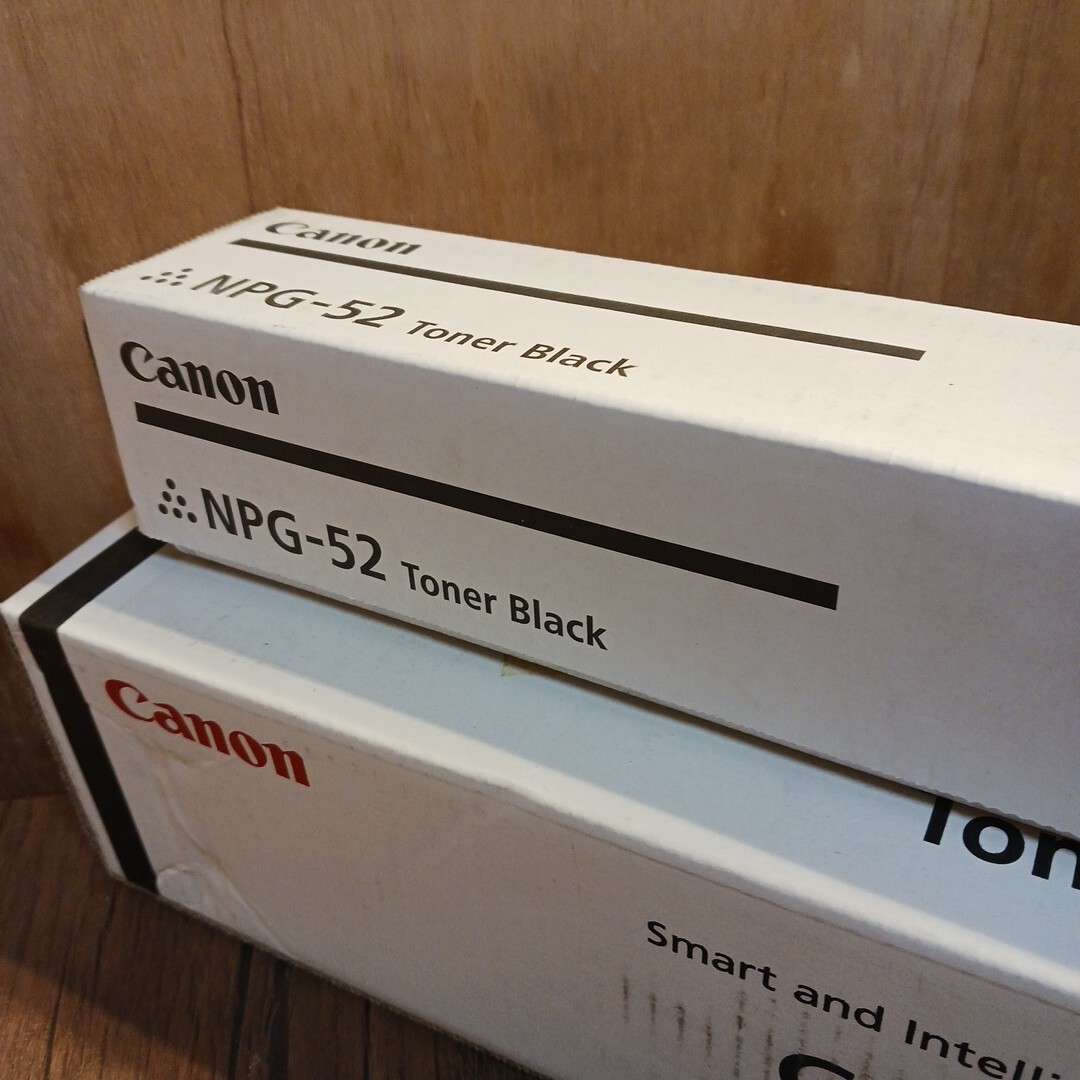 Canon
NPG-52 Toner Black
Canon
NPG-52 Toner Black
Canon
Ton
Smart and Intelli